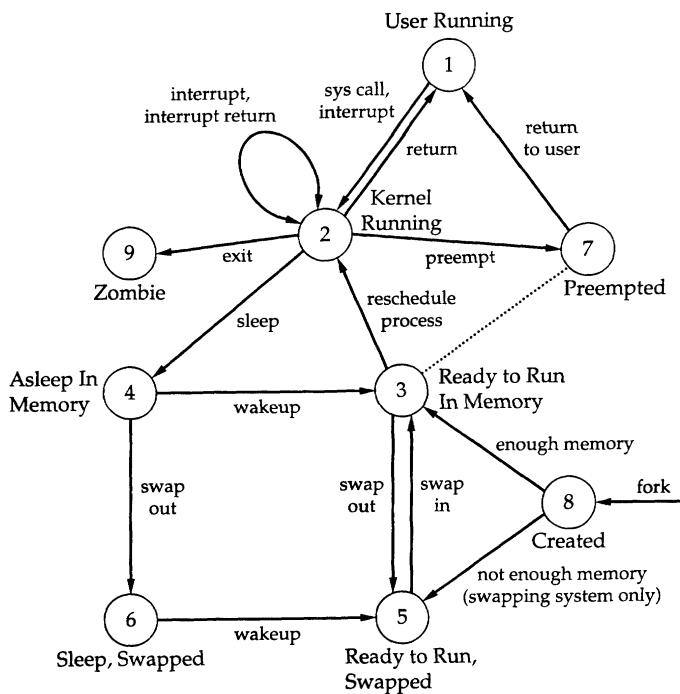 User Running
1
interrupt,
interrupt return
sys call,
interrupt
return
return
to user
Kernel
Running
2
9
exit
Zombie
preempt
7
Preempted
sleep
reschedule
process
Asleep In
Memory
4
wakeup
3
Ready to Run
In Memory
enough memory
swap
out
swap
out
swap
in
8
fork
Created
not enough memory
(swapping system only)
6
wakeup
5
Sleep, Swapped
Ready to Run,
Swapped